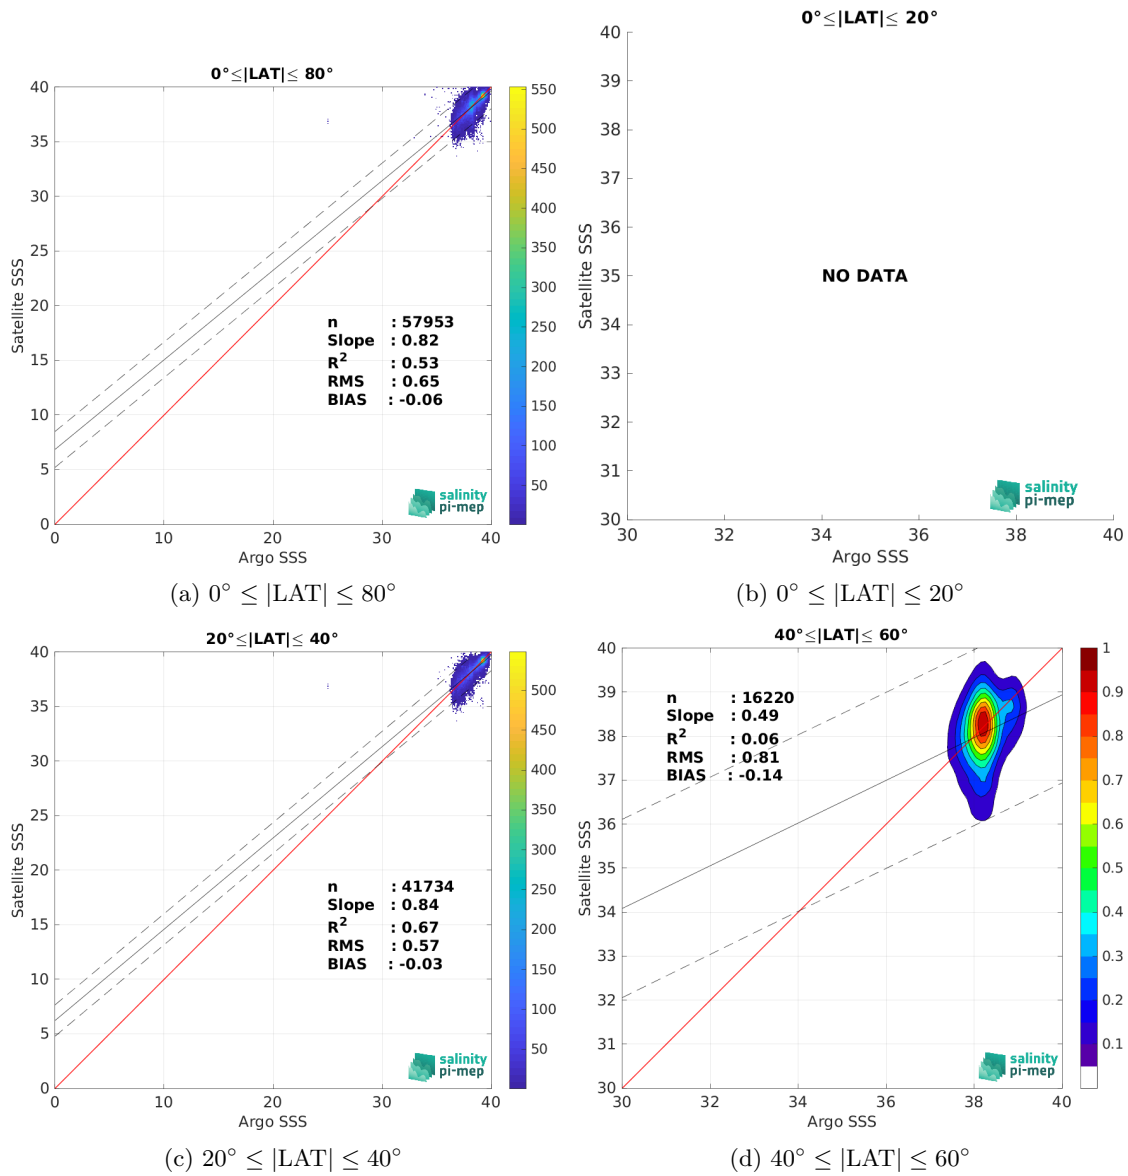 0°≤|LAT|≤ 80°
40
35
30
25
20
15
10
5
0
Satellite SSS
0
10
20
30
40
Argo SSS
n : 57953
Slope : 0.82
R² : 0.53
RMS : 0.65
BIAS : -0.06
salinity
pi-mep
550
500
450
400
350
300
250
200
150
100
50
(a) 0° ≤ |LAT| ≤ 80°
0°≤|LAT|≤ 20°
40
39
38
37
36
35
34
33
32
31
30
Satellite SSS
NO DATA
30
32
34
36
38
40
Argo SSS
salinity
pi-mep
(b) 0° ≤ |LAT| ≤ 20°
20°≤|LAT|≤ 40°
40
35
30
25
20
15
10
5
0
Satellite SSS
0
10
20
30
40
Argo SSS
n : 41734
Slope : 0.84
R² : 0.67
RMS : 0.57
BIAS : -0.03
salinity
pi-mep
500
450
400
350
300
250
200
150
100
50
(c) 20° ≤ |LAT| ≤ 40°
40°≤|LAT|≤ 60°
40
39
38
37
36
35
34
33
32
31
30
Satellite SSS
30
32
34
36
38
40
Argo SSS
n : 16220
Slope : 0.49
R² : 0.06
RMS : 0.81
BIAS : -0.14
salinity
pi-mep
1
0.9
0.8
0.7
0.6
0.5
0.4
0.3
0.2
0.1
(d) 40° ≤ |LAT| ≤ 60°